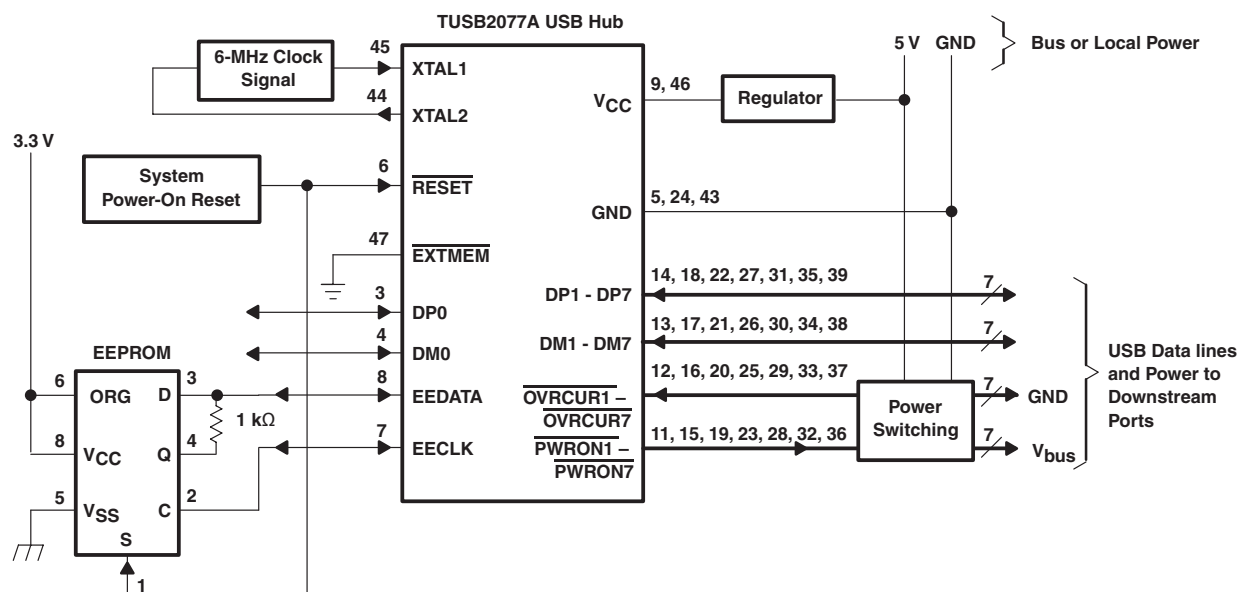 TUSB2077A USB Hub
5 V GND
Bus or Local Power
6-MHz Clock
Signal
45
XTAL1
44
XTAL2
9, 46
VCC
Regulator
3.3 V
System
Power-On Reset
6
RESET
5, 24, 43
GND
47
EXTMEM
14, 18, 22, 27, 31, 35, 39
DP1 - DP7
7
3
DP0
13, 17, 21, 26, 30, 34, 38
DM1 - DM7
7
4
DM0
USB Data lines
and Power to
Downstream
Ports
EEPROM
6
ORG
D
3
8
EEDATA
12, 16, 20, 25, 29, 33, 37
OVRCUR1 –
OVRCUR7
Power
Switching
7
GND
1 kΩ
8
VCC
Q
4
7
EECLK
11, 15, 19, 23, 28, 32, 36
PWRON1 –
PWRON7
7
Vbus
5
VSS
C
2
S
1